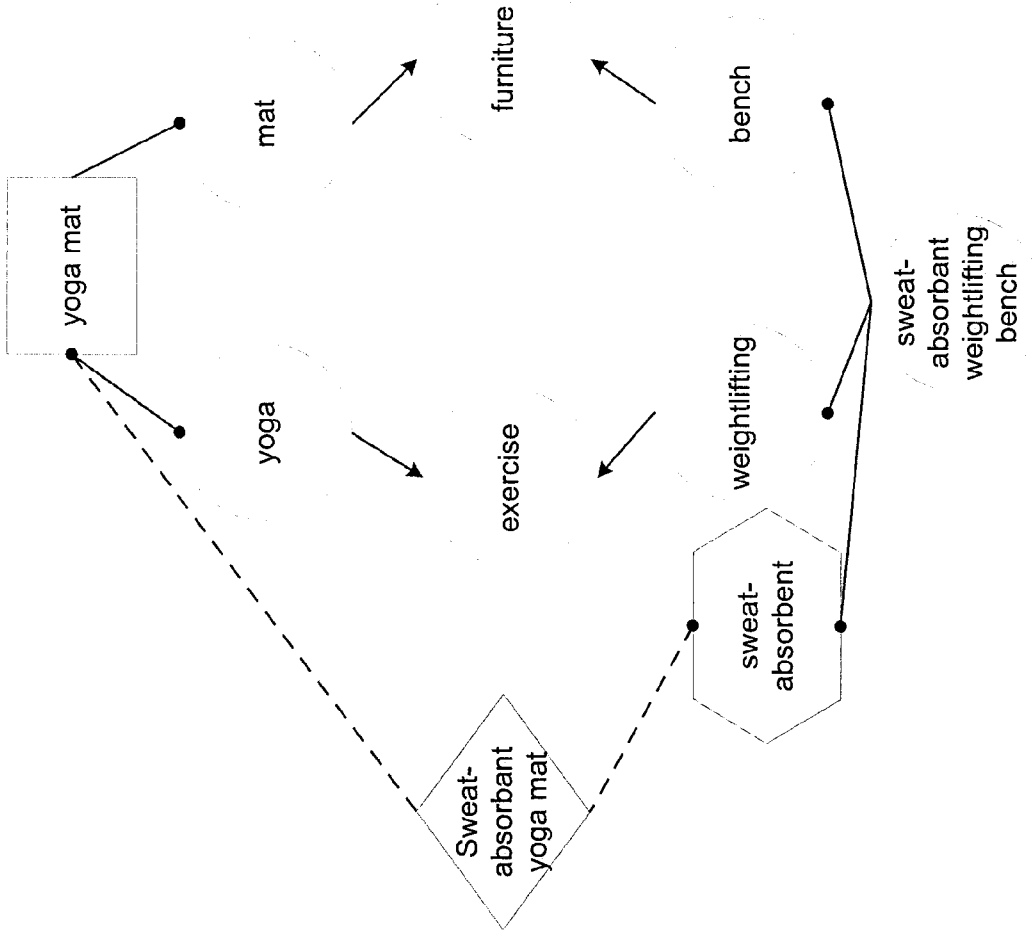 yoga mat
yoga
mat
Sweat-
absorbant
yoga mat
exercise
furniture
sweat-
absorbent
weightlifting
bench
sweat-
absorbant
weightlifting
bench